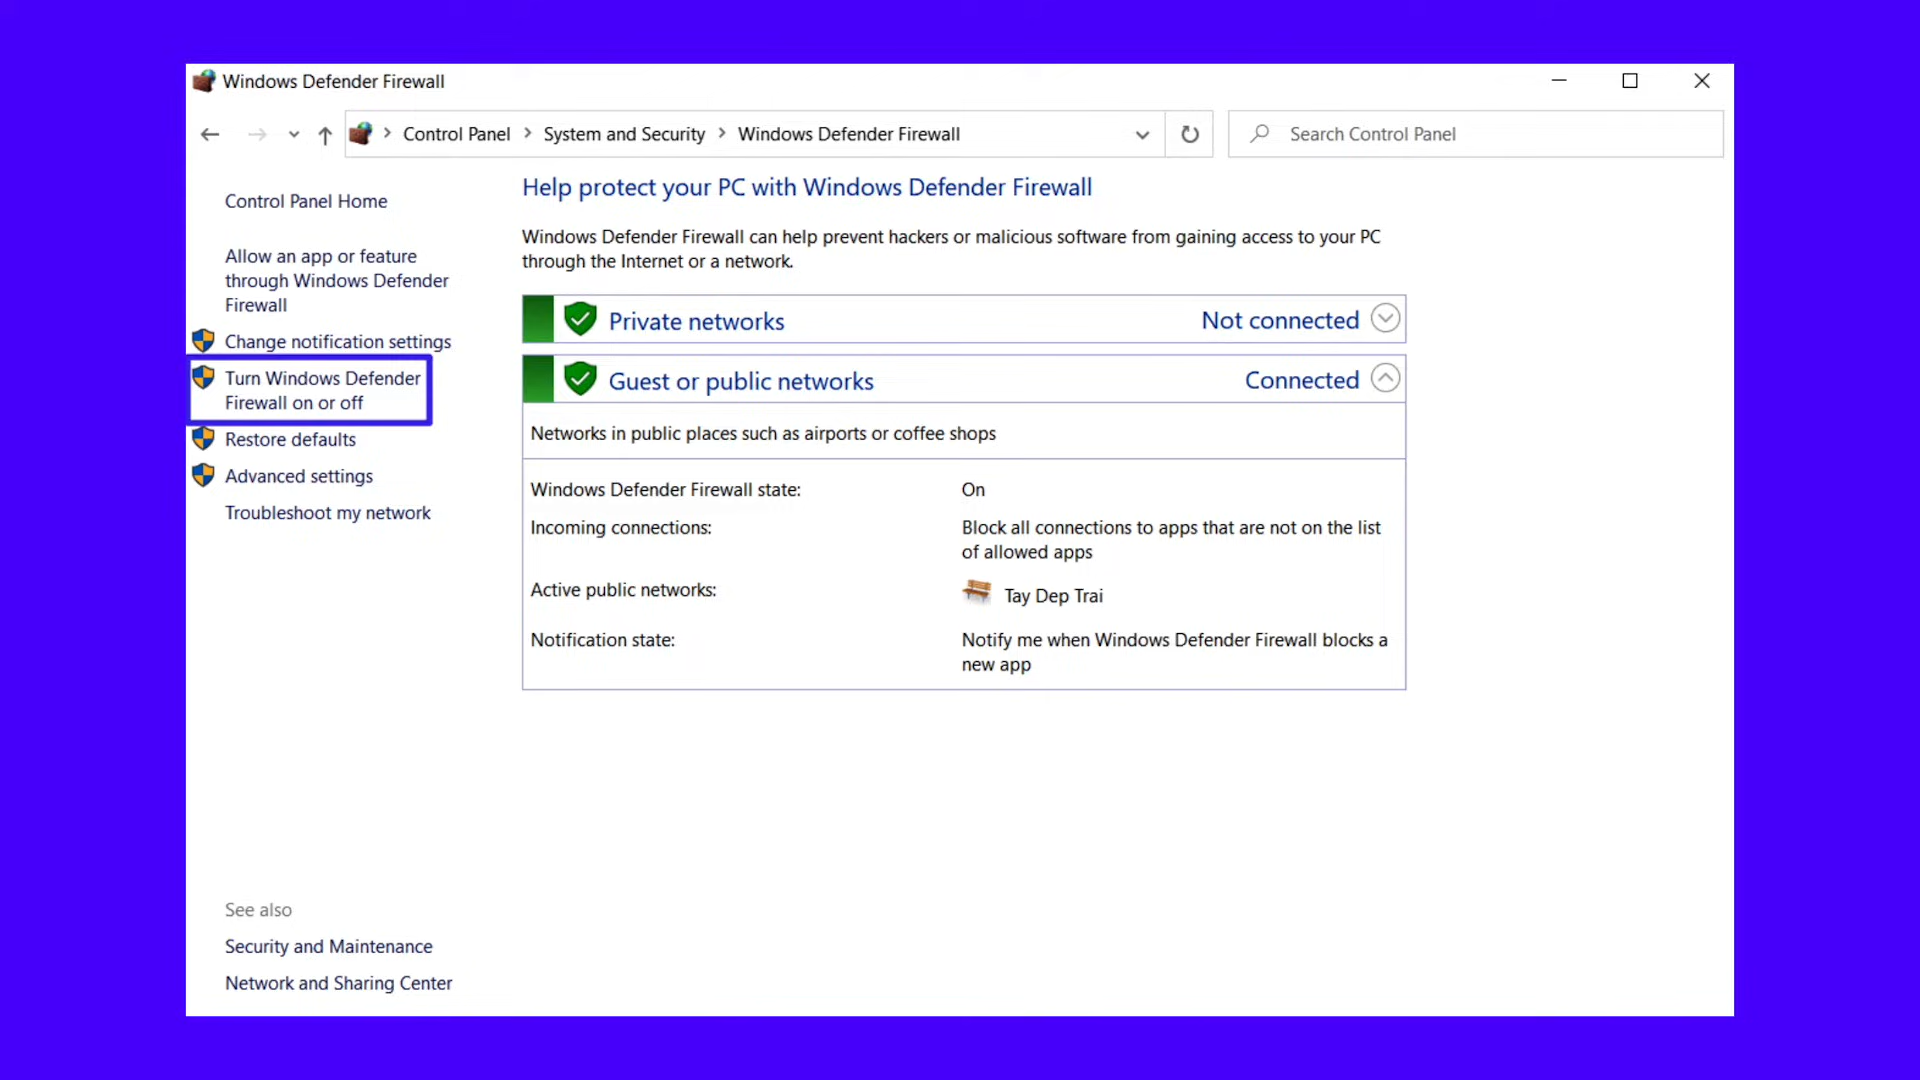 Windows Defender Firewall
Control Panel > System and Security > Windows Defender Firewall
Search Control Panel
Control Panel Home
Allow an app or feature
through Windows Defender
Firewall
Change notification settings
Turn Windows Defender
Firewall on or off
Restore defaults
Advanced settings
Troubleshoot my network
See also
Security and Maintenance
Network and Sharing Center
Help protect your PC with Windows Defender Firewall
Windows Defender Firewall can help prevent hackers or malicious software from gaining access to your PC
through the Internet or a network.
Private networks Not connected
Guest or public networks Connected
Networks in public places such as airports or coffee shops
Windows Defender Firewall state: On
Incoming connections: Block all connections to apps that are not on the list
of allowed apps
Active public networks: Tay Dep Trai
Notification state: Notify me when Windows Defender Firewall blocks a
new app